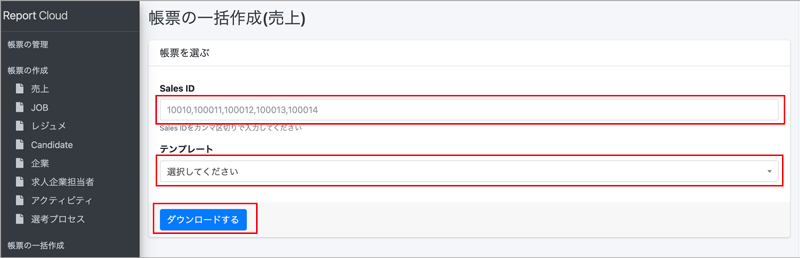 Report Cloud
帳票の管理
帳票の作成
売上
JOB
レジュメ
Candidate
企業
求人企業担当者
アクティビティ
選考プロセス
帳票の一括作成
帳票の一括作成(売上)
帳票を選ぶ
Sales ID
10010,100011,100012,100013,100014
Sales IDをカンマ区切りで入力してください
テンプレート
選択してください
ダウンロードする